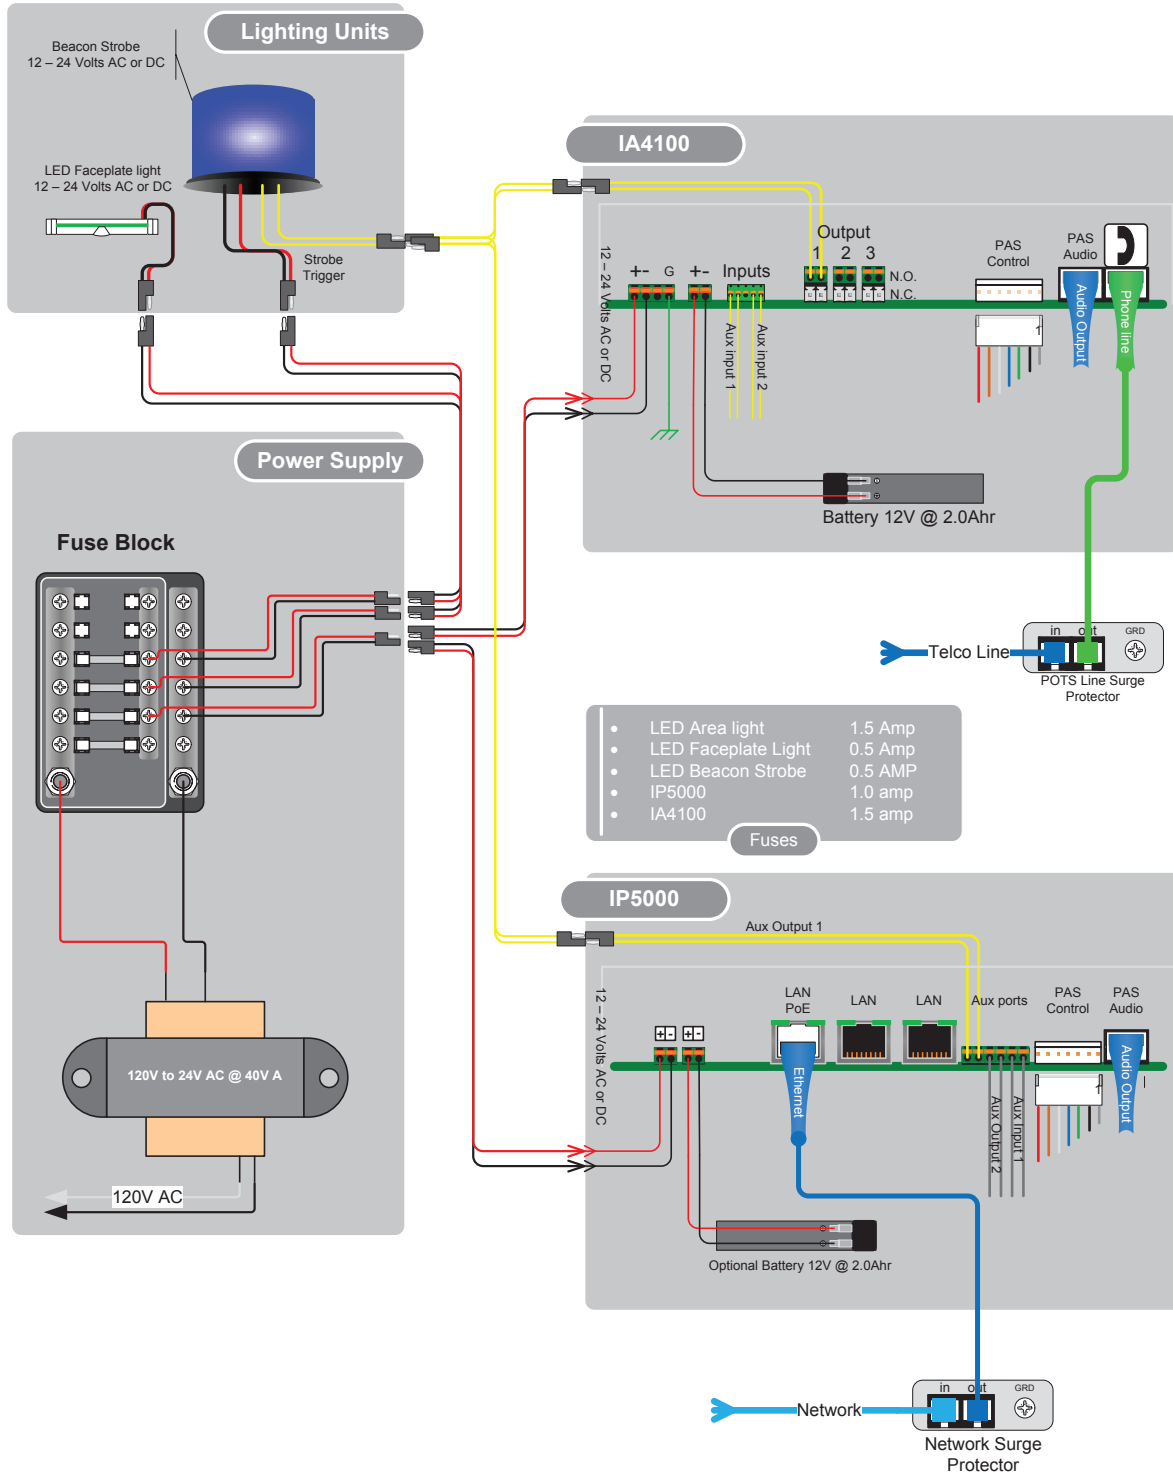 Lighting Units
Beacon Strobe
12 – 24 Volts AC or DC
LED Faceplate light
12 – 24 Volts AC or DC
Strobe
Trigger
IA4100
12 – 24 Volts AC or DC
+- G +- Inputs
Output
1 2 3
N.O.
N.C.
PAS
Control
PAS
Audio
Audio Output
Phone line
Aux input 1
Aux input 2
Battery 12V @ 2.0Ahr
Power Supply
Fuse Block
120V to 24V AC @ 40V A
120V AC
Telco Line
in out GRD
POTS Line Surge
Protector
• LED Area light 1.5 Amp
• LED Faceplate Light 0.5 Amp
• LED Beacon Strobe 0.5 AMP
• IP5000 1.0 amp
• IA4100 1.5 amp
Fuses
IP5000
Aux Output 1
12 – 24 Volts AC or DC
+- +-
LAN
PoE
LAN
LAN
Aux ports
PAS
Control
PAS
Audio
Ethernet
Aux Output 2
Aux Input 1
Audio Output
Optional Battery 12V @ 2.0Ahr
Network
in out GRD
Network Surge
Protector